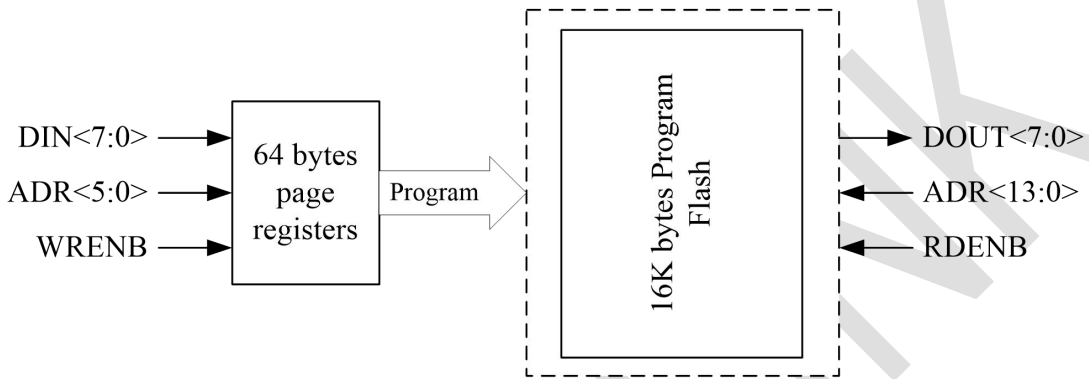 DIN<7:0>
ADR<5:0>
WRENB
64 bytes
page
registers
Program
16K bytes Program
Flash
DOUT<7:0>
ADR<13:0>
RDENB